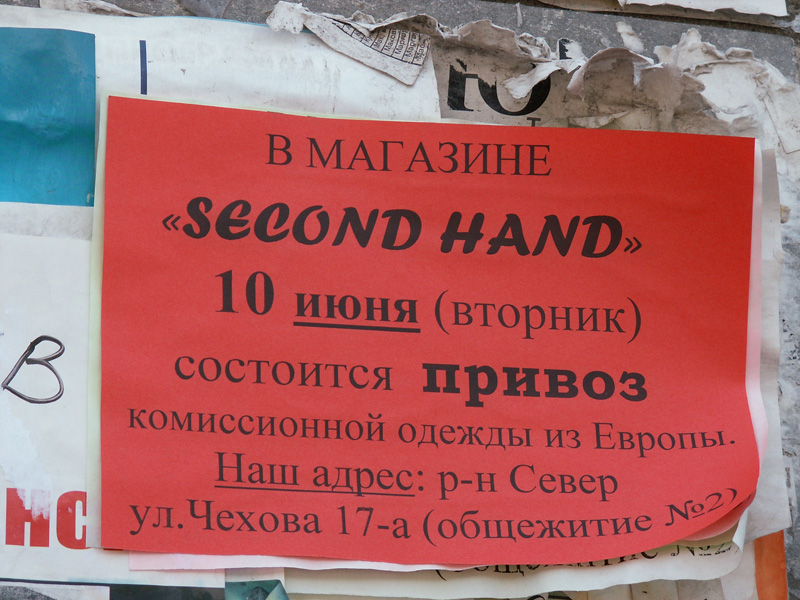 В МАГАЗИНЕ
«SECOND HAND»
10 июня (вторник)
состоится привоз
комиссионной одежды из Европы.
Наш адрес: р-н Север
ул.Чехова 17-а (общежитие №2)
В
нс